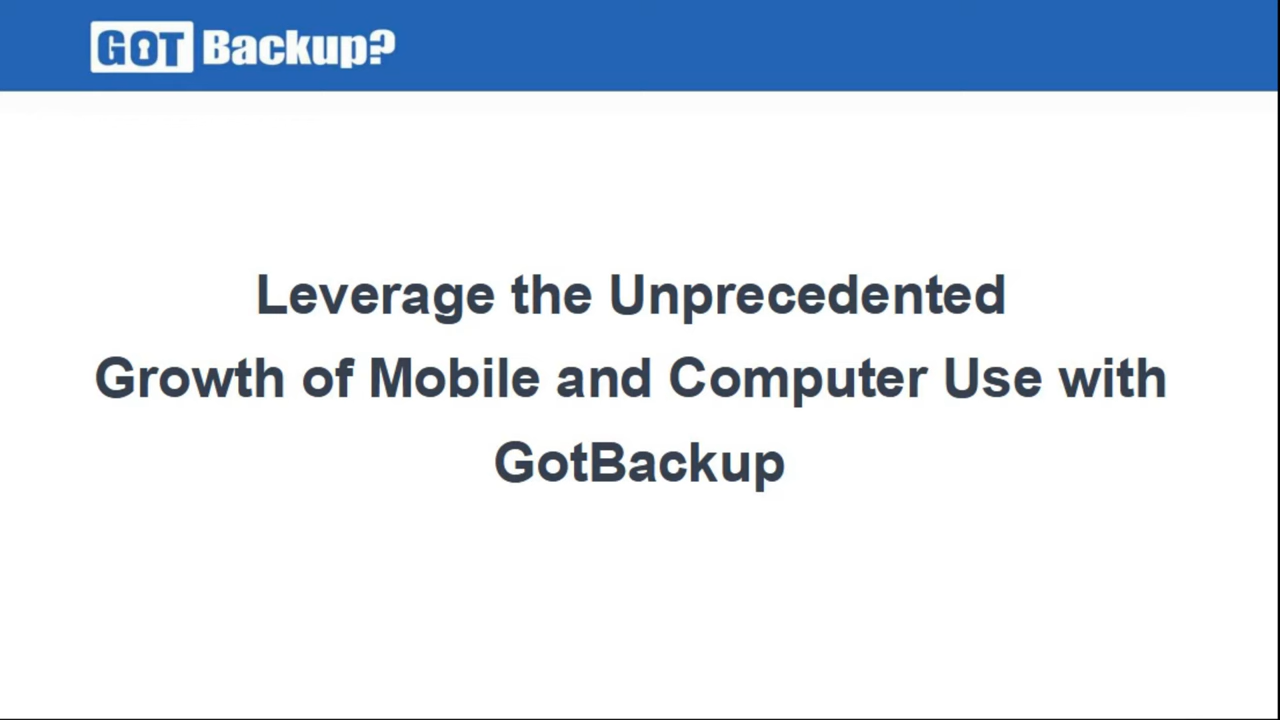 GOT Backup?
Leverage the Unprecedented
Growth of Mobile and Computer Use with
GotBackup